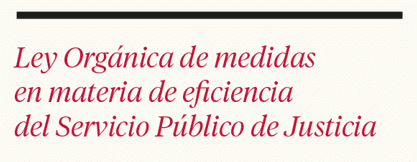 Ley Orgánica de medidas
en materia de eficiencia
del Servicio Público de Justicia